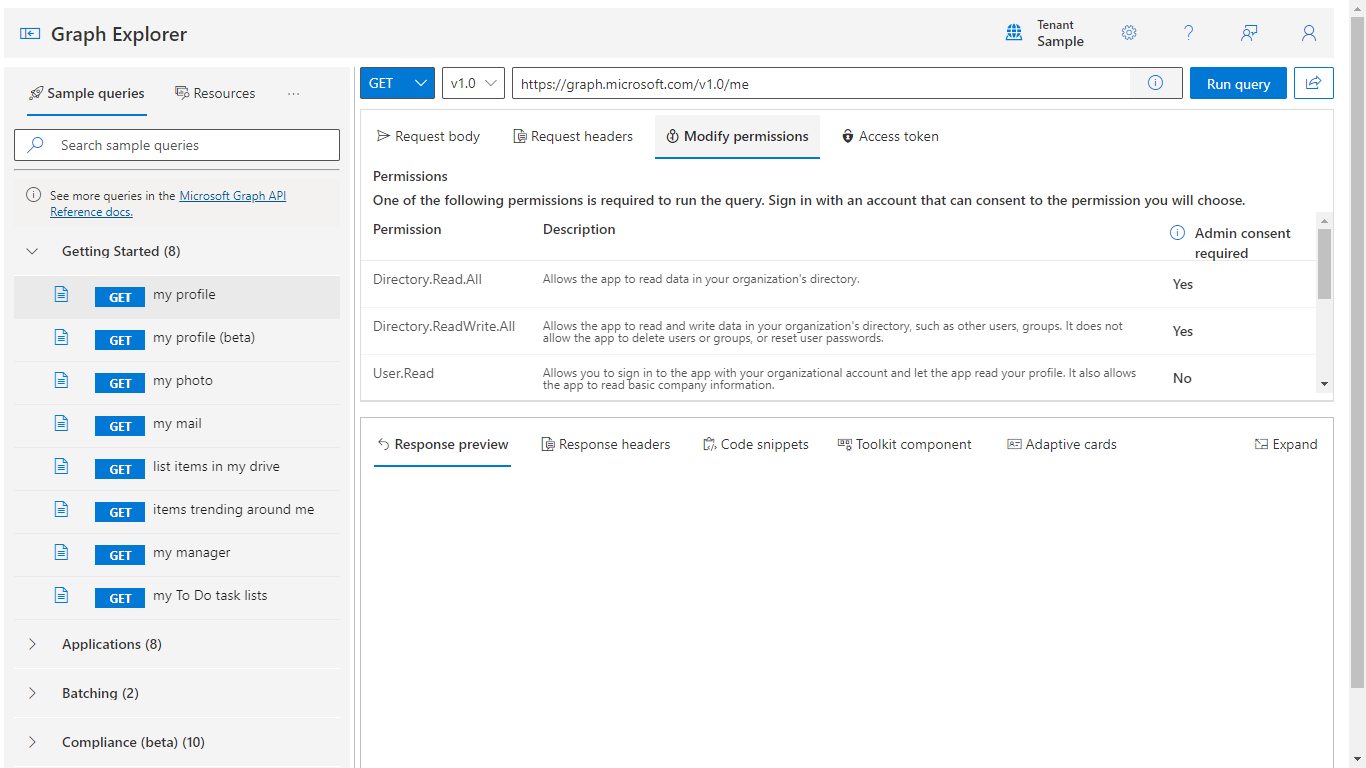 Graph Explorer
Tenant
Sample
?
Sample queries
Resources
...
GET
v1.0
https://graph.microsoft.com/v1.0/me
Run query
Search sample queries
See more queries in the Microsoft Graph API
Reference docs.
Getting Started (8)
GET my profile
GET my profile (beta)
GET my photo
GET my mail
GET list items in my drive
GET items trending around me
GET my manager
GET my To Do task lists
Applications (8)
Batching (2)
Compliance (beta) (10)
Request body
Request headers
Modify permissions
Access token
Permissions
One of the following permissions is required to run the query. Sign in with an account that can consent to the permission you will choose.
Permission
Description
Admin consent
required
Directory.Read.All
Allows the app to read data in your organization's directory.
Yes
Directory.ReadWrite.All
Allows the app to read and write data in your organization's directory, such as other users, groups. It does not
allow the app to delete users or groups, or reset user passwords.
Yes
User.Read
Allows you to sign in to the app with your organizational account and let the app read your profile. It also allows
the app to read basic company information.
No
Response preview
Response headers
Code snippets
Toolkit component
Adaptive cards
Expand